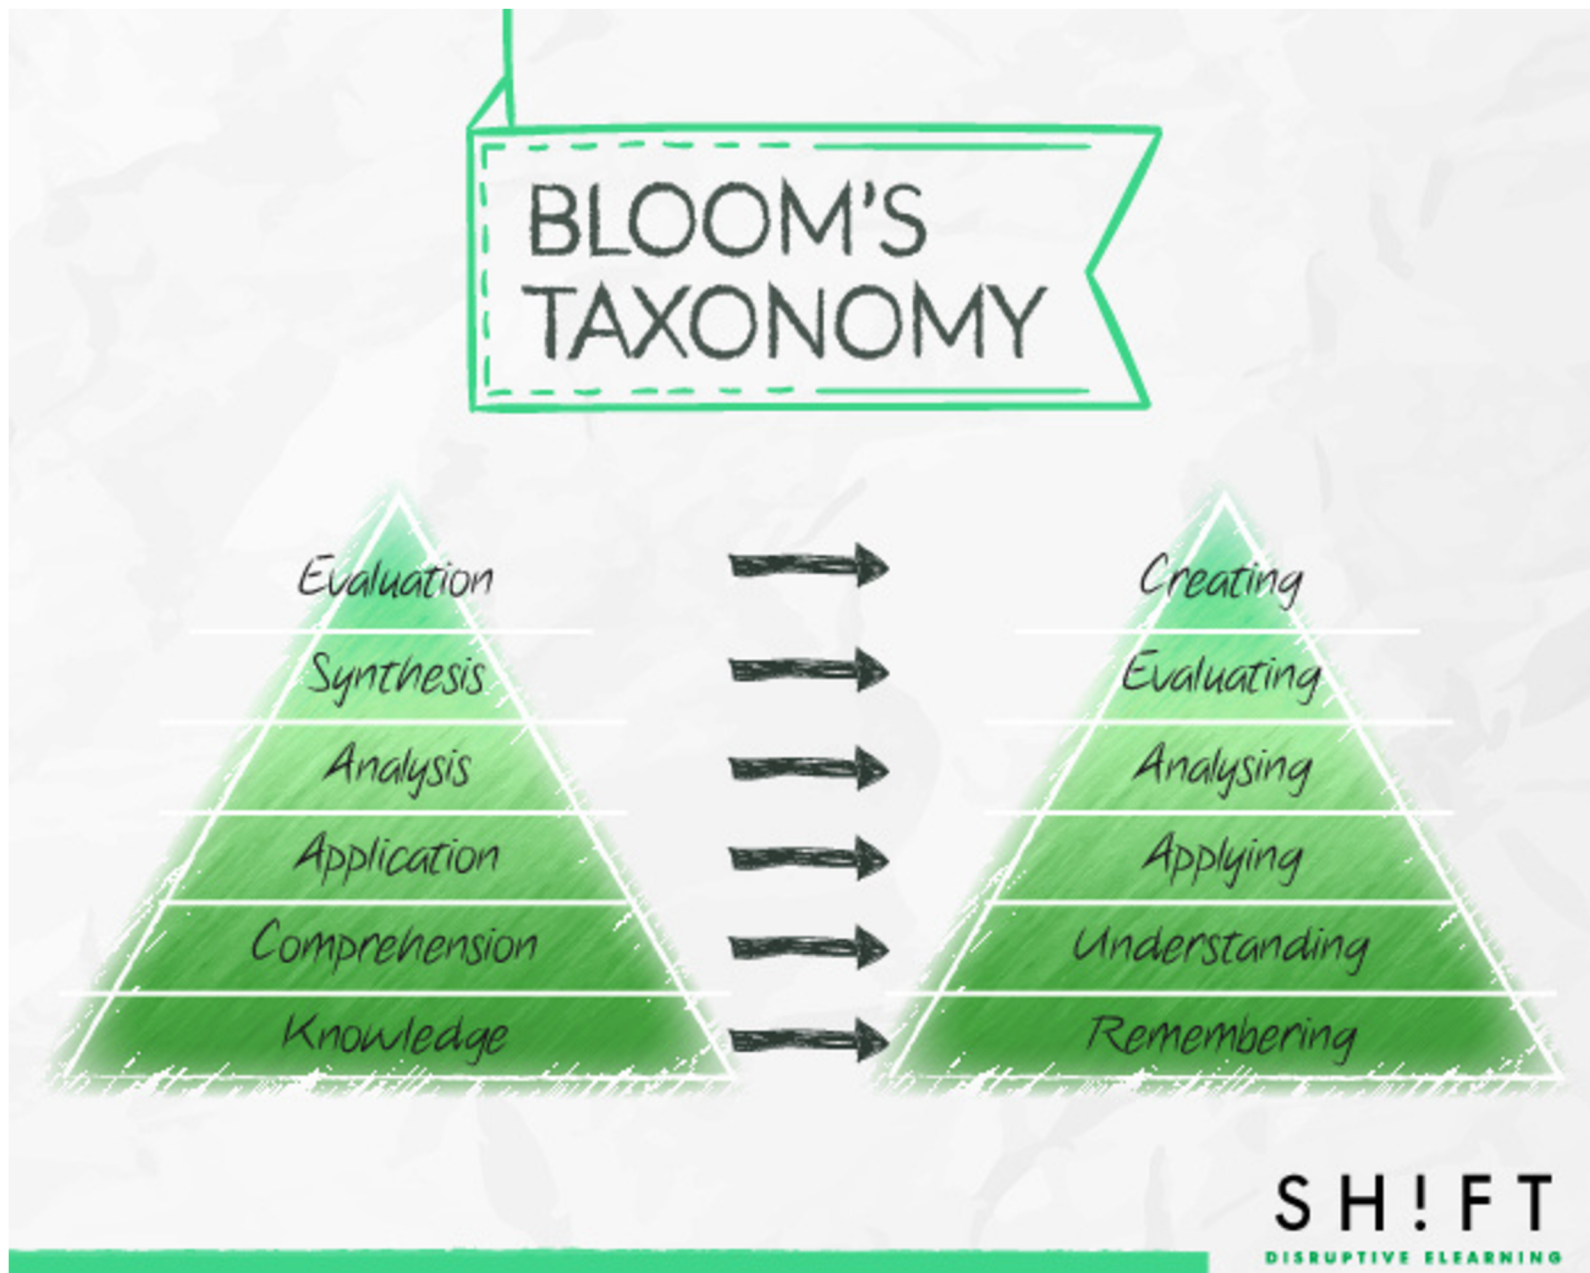 BLOOM'S
TAXONOMY
Evaluation
Synthesis
Analysis
Application
Comprehension
Knowledge
Creating
Evaluating
Analysing
Applying
Understanding
Remembering
SH!FT
DISRUPTIVE ELEARNING